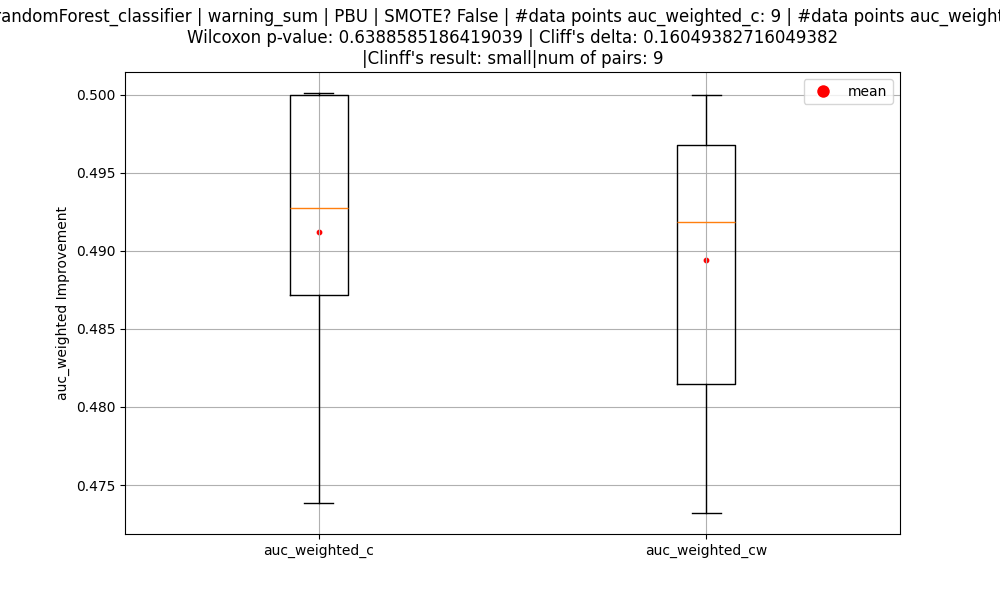 randomForest_classifier | warning_sum | PBU | SMOTE? False | #data points auc_weighted_c: 9 | #data points
Wilcoxon p-value: 0.6388585186419039 | Cliff's delta: 0.16049382716049382
|Clinff's result: small|num of pairs: 9
mean
0.500
0.495
0.490
0.485
0.480
0.475
auc_weighted Improvement
auc_weighted_c
auc_weighted_cw